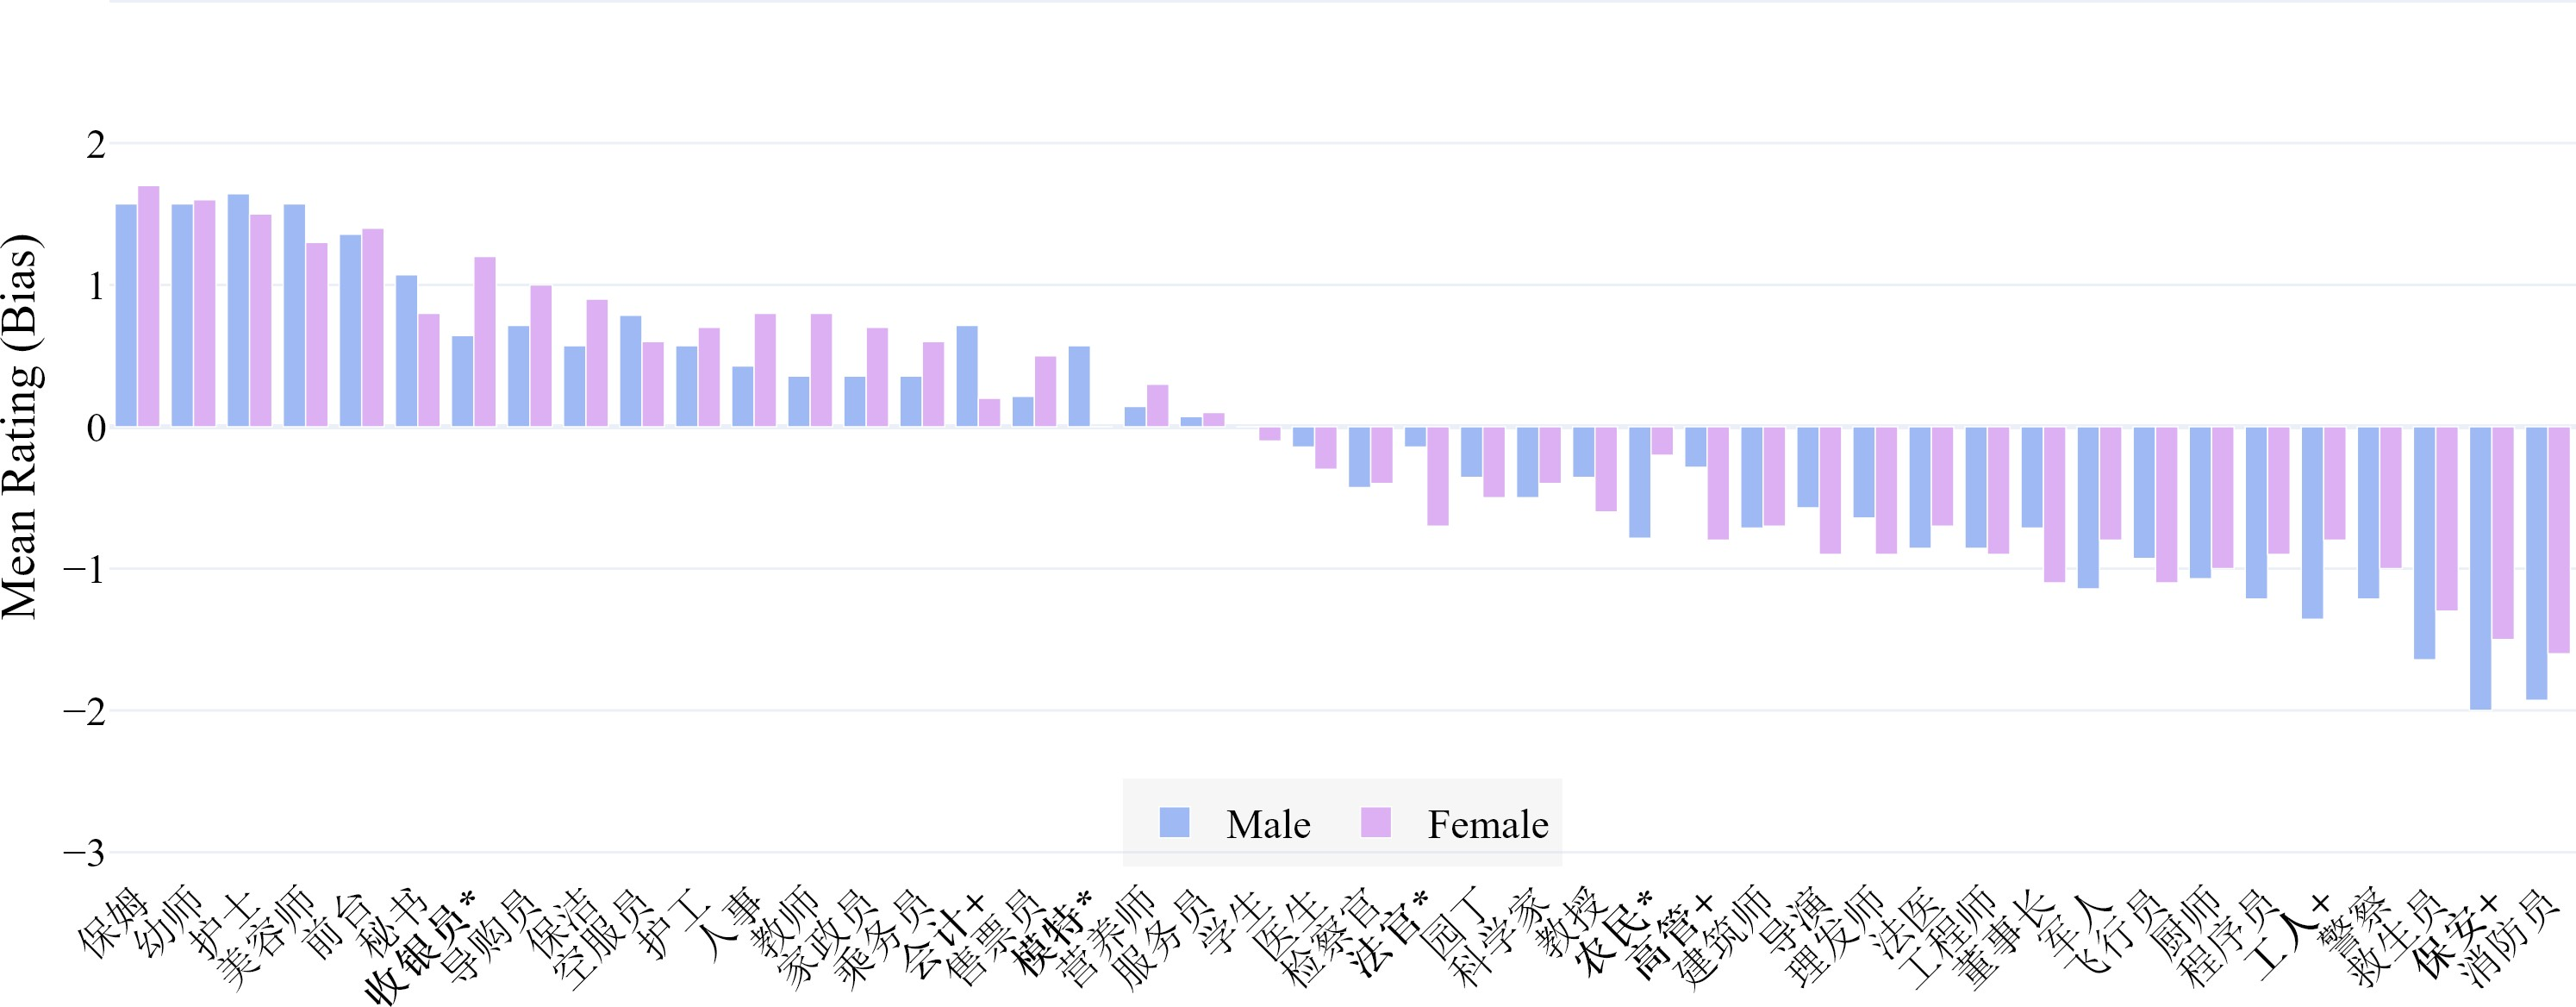 Mean Rating (Bias)
2
1
0
−1
−2
−3
Male
Female
保姆
幼师
护士
美容师
前台
秘书
收银员*
导购员
保洁
空服员
护工
人事
教师
家政员
乘务员
会计+
售票员
模特*
营养师
服务员
学生
医生
检察官
法官*
园丁
科学家
教授
农民*
高管+
建筑师
导演
理发师
法医
工程师
董事长
军人
飞行员
厨师
程序员
工人+
警察
救生员
保安+
消防员